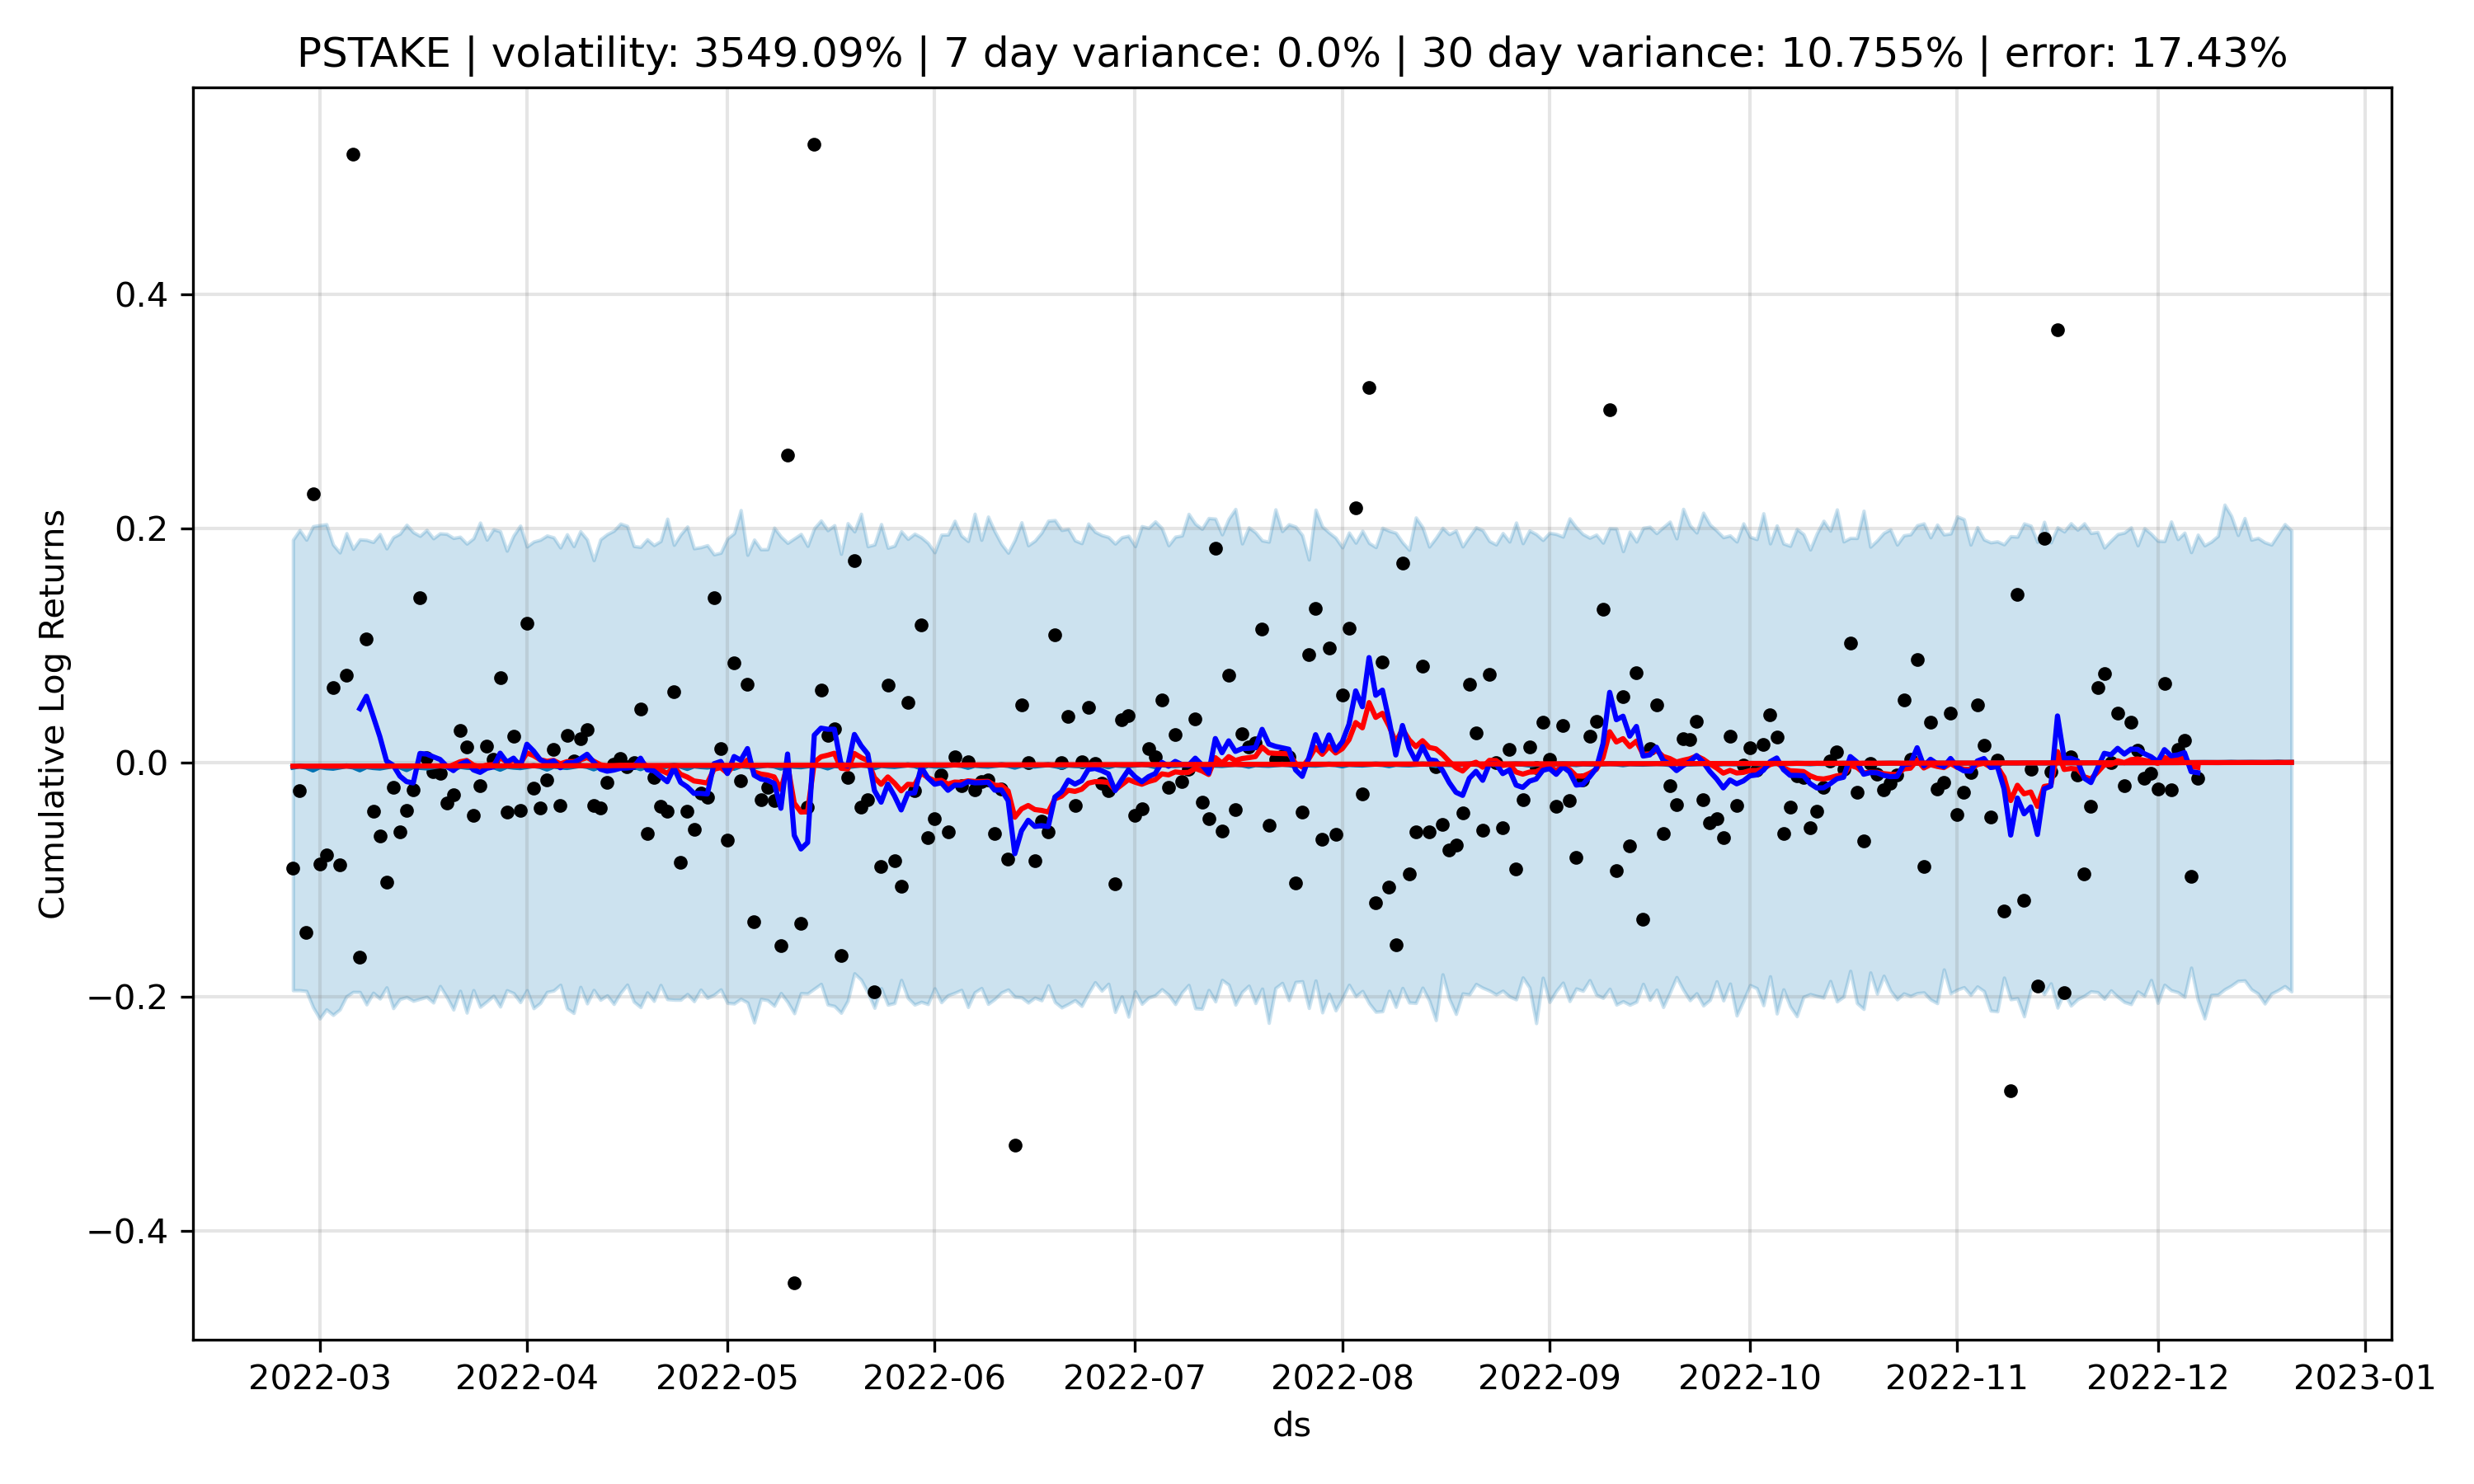 PSTAKE | volatility: 3549.09% | 7 day variance: 0.0% | 30 day variance: 10.755% | error: 17.43%
Cumulative Log Returns
0.4
0.2
0.0
−0.2
−0.4
2022-03 2022-04 2022-05 2022-06 2022-07 2022-08 2022-09 2022-10 2022-11 2022-12 2023-01
ds